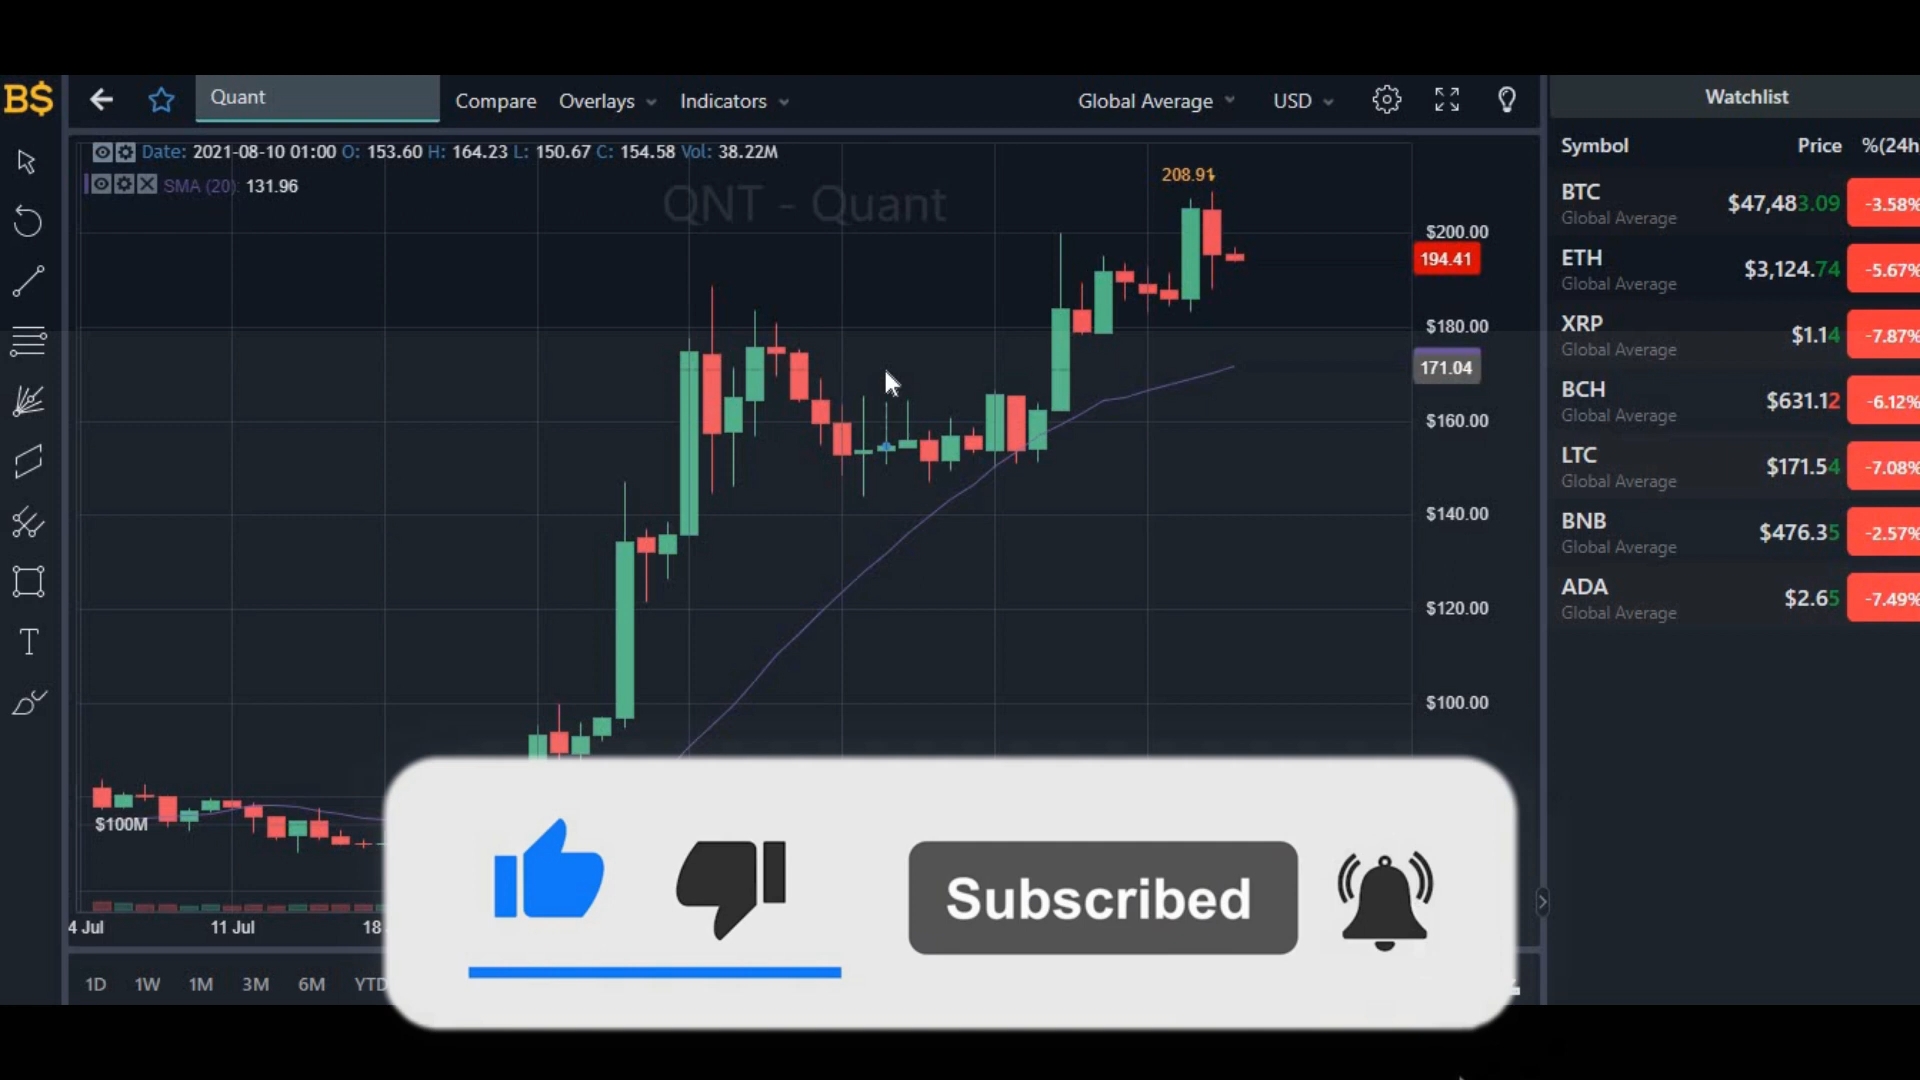 B$
Quant
Compare
Overlays
Indicators
Global Average
USD
Watchlist
Date: 2021-08-10 01:00 O: 153.60 H: 164.23 L: 150.67 C: 154.58 Vol: 38.22M
SMA (20): 131.96
QNT - Quant
208.91
$200.00
194.41
$180.00
171.04
$160.00
$140.00
$120.00
$100.00
$100M
4 Jul
11 Jul
18
1D
1W
1M
3M
6M
YTD
Symbol Price %(24h
BTC $47,483.09 -3.58%
Global Average
ETH $3,124.74 -5.67%
Global Average
XRP $1.14 -7.87%
Global Average
BCH $631.12 -6.12%
Global Average
LTC $171.54 -7.08%
Global Average
BNB $476.35 -2.57%
Global Average
ADA $2.65 -7.49%
Global Average
T
Subscribed